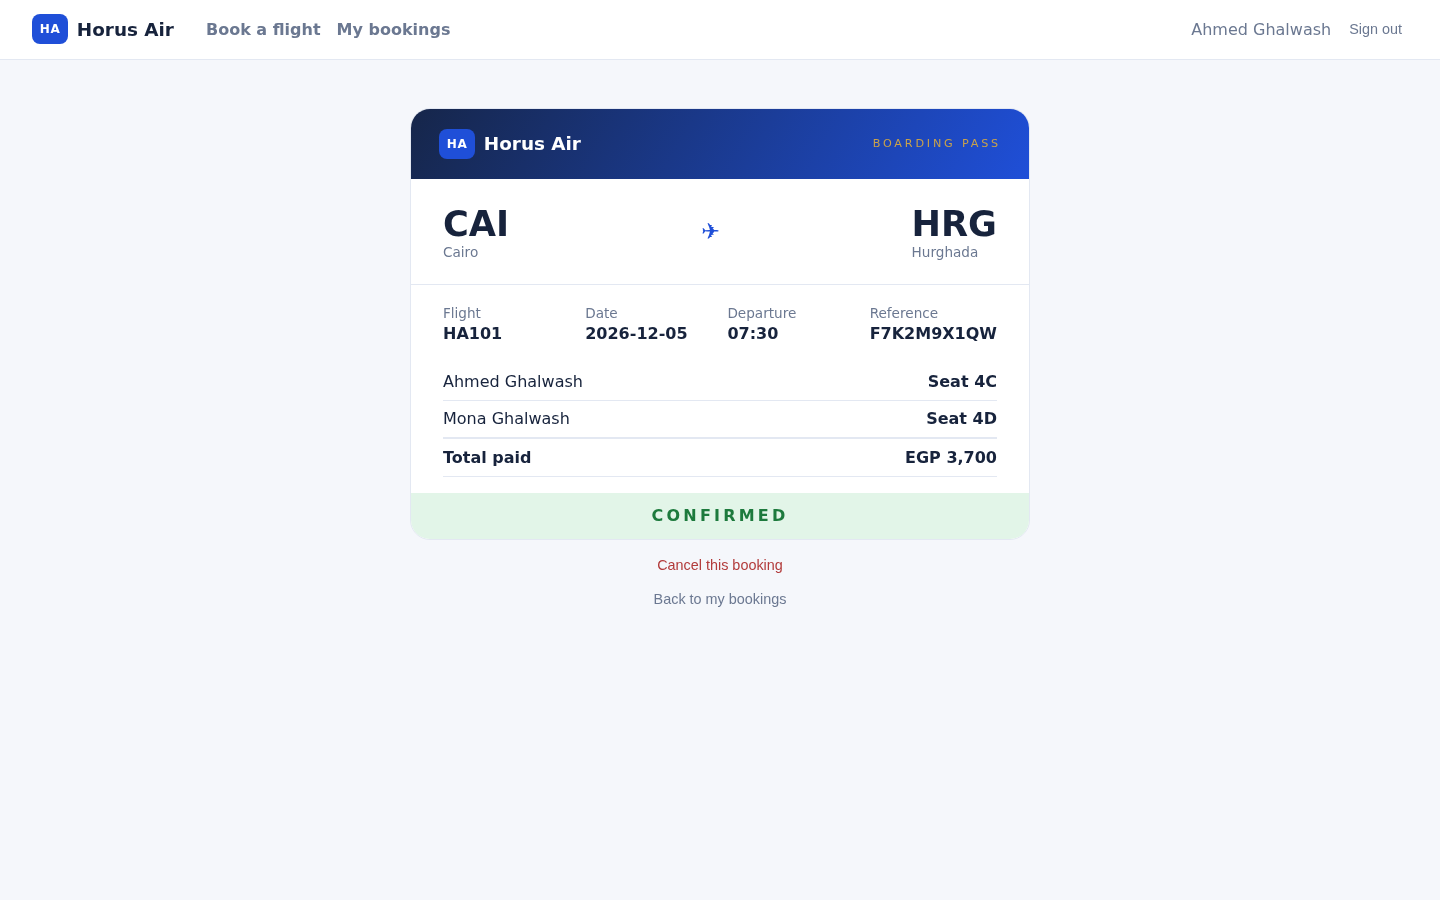 HA Horus Air Book a flight My bookings Ahmed Ghalwash Sign out
HA Horus Air BOARDING PASS
CAI ✈ HRG
Cairo Hurghada
Flight Date Departure Reference
HA101 2026-12-05 07:30 F7K2M9X1QW
Ahmed Ghalwash Seat 4C
Mona Ghalwash Seat 4D
Total paid EGP 3,700
CONFIRMED
Cancel this booking
Back to my bookings